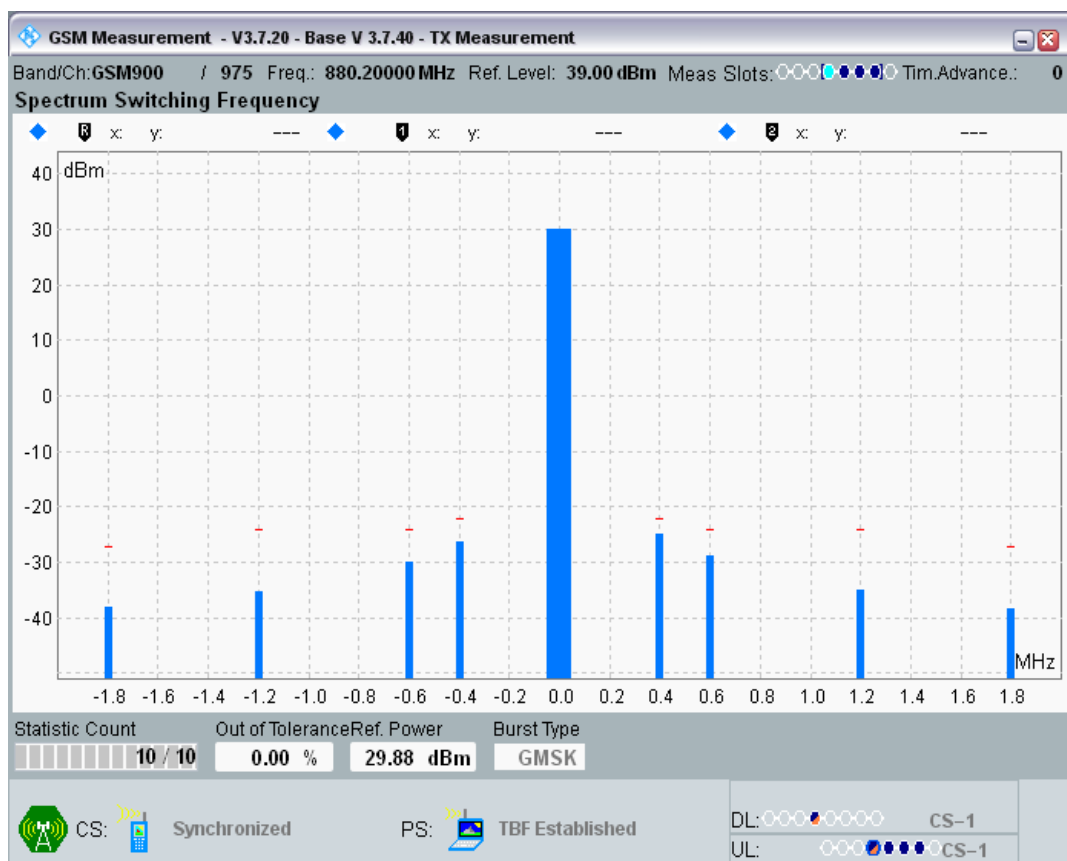 GSM Measurement - V3.7.20 - Base V 3.7.40 - TX Measurement
Band/Ch:GSM900 / 975 Freq.: 880.20000 MHz Ref. Level: 39.00 dBm Meas Slots: Tim.Advance.: 0
Spectrum Switching Frequency
R x: y: --- 1 x: y: --- 2 x: y: ---
dBm
40
30
20
10
0
-10
-20
-30
-40
MHz
-1.8 -1.6 -1.4 -1.2 -1.0 -0.8 -0.6 -0.4 -0.2 0.0 0.2 0.4 0.6 0.8 1.0 1.2 1.4 1.6 1.8
Statistic Count Out of Tolerance Ref. Power Burst Type
10 / 10 0.00 % 29.88 dBm GMSK
CS: Synchronized PS: TBF Established
DL: CS-1
UL: CS-1